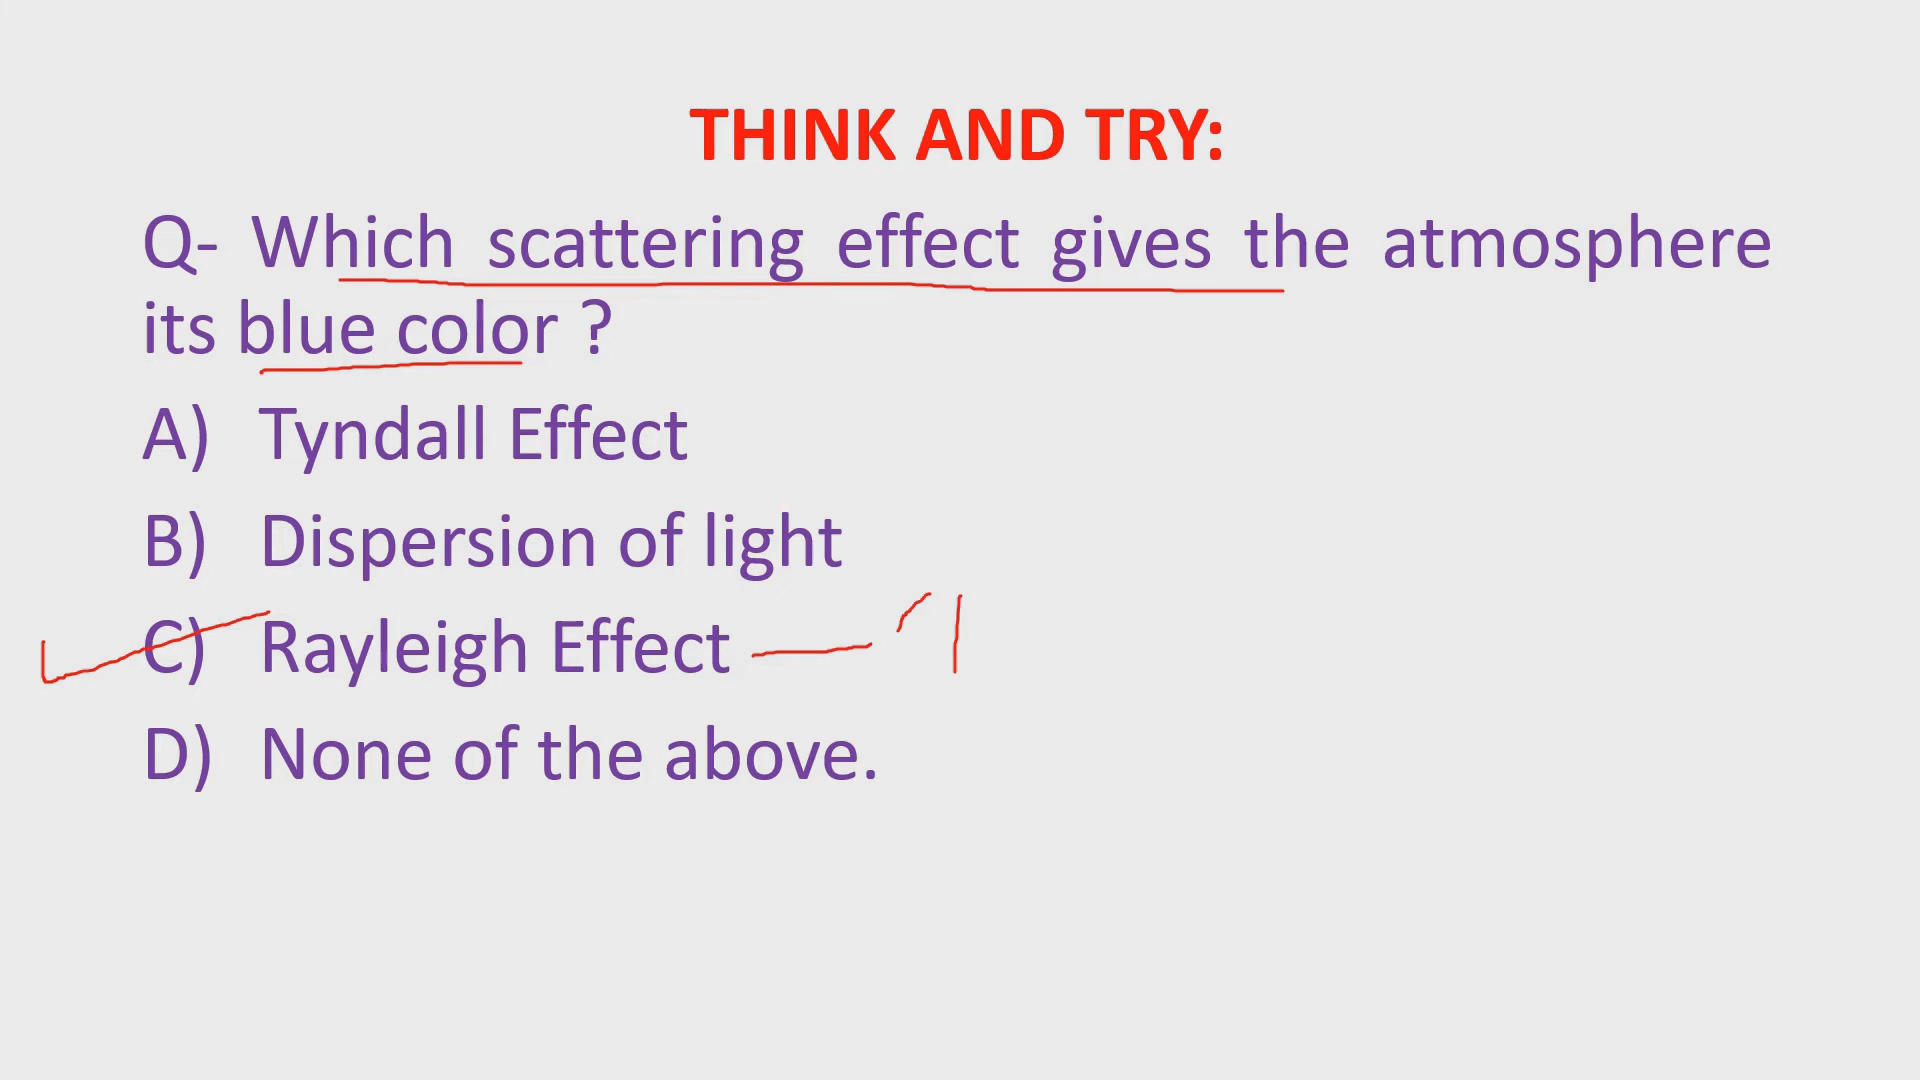 THINK AND TRY:
Q- Which scattering effect gives the atmosphere
its blue color ?
A) Tyndall Effect
B) Dispersion of light
C) Rayleigh Effect
D) None of the above.